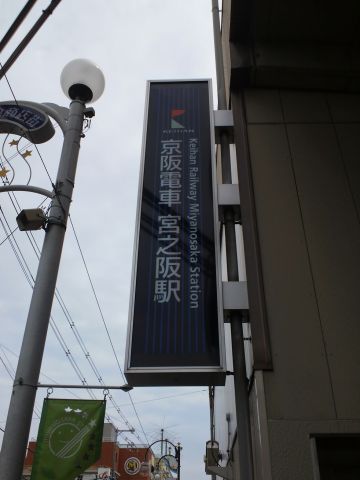 KEIHAN
京阪電車 宮之阪駅
Keihan Railway Miyanosaka Station